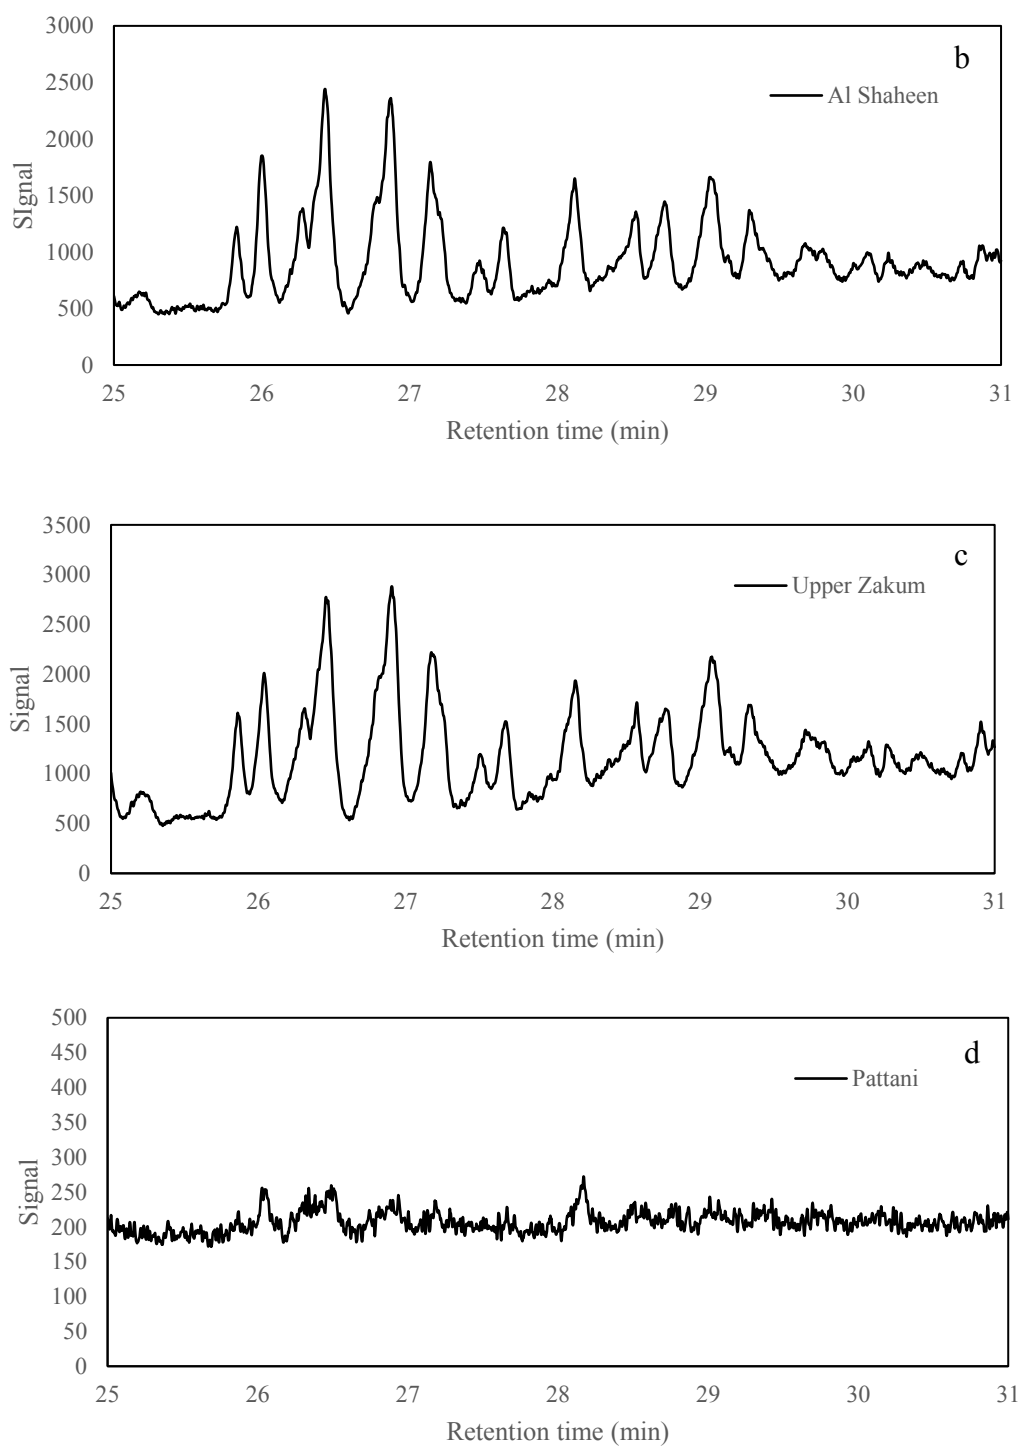 3000
b
2500
Al Shaheen
2000
1500
1000
500
0
SIgnal
25 26 27 28 29 30 31
Retention time (min)
3500
c
3000
Upper Zakum
2500
2000
1500
1000
500
0
Signal
25 26 27 28 29 30 31
Retention time (min)
500
d
450
Pattani
400
350
300
250
200
150
100
50
0
Signal
25 26 27 28 29 30 31
Retention time (min)